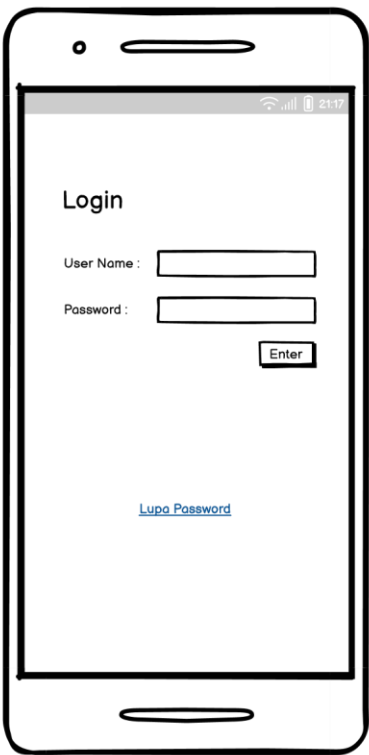 21:17
Login
User Name :
Password :
Enter
Lupa Password